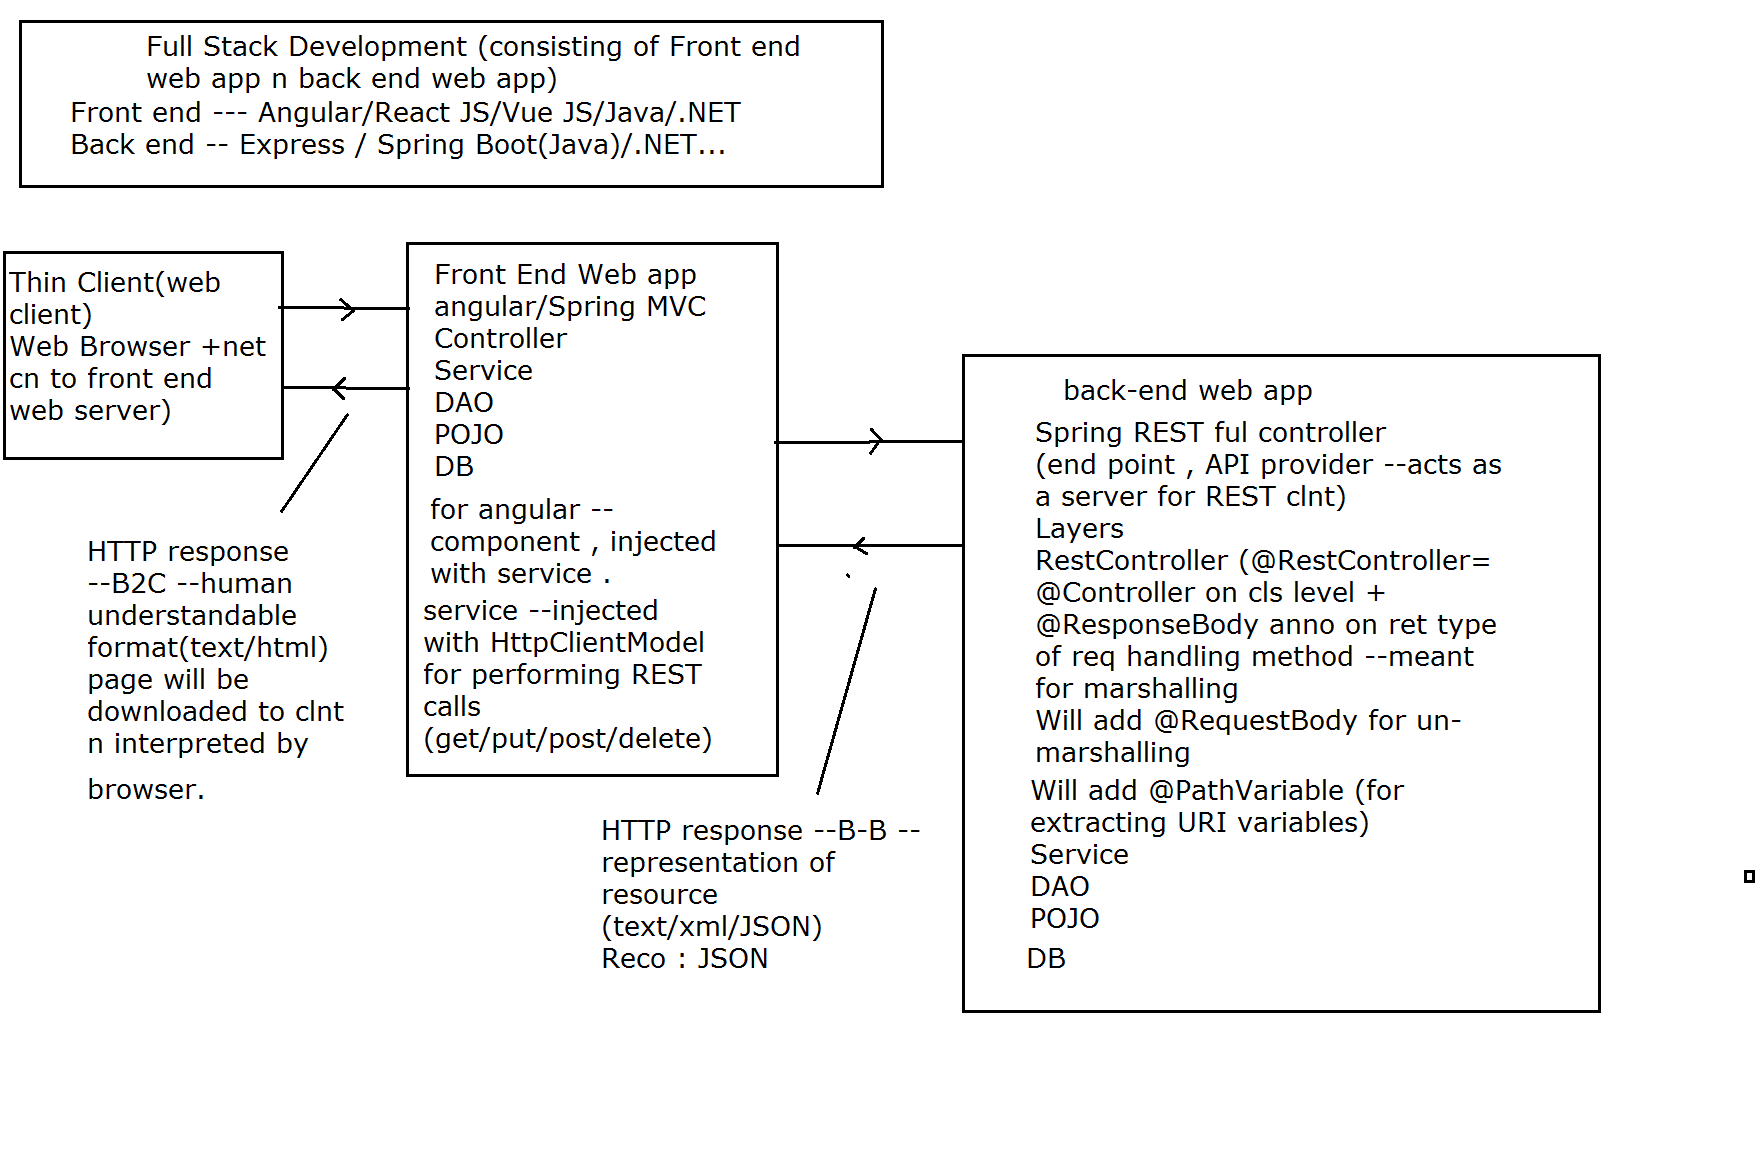 Full Stack Development (consisting of Front end
web app n back end web app)
Front end --- Angular/React JS/Vue JS/Java/.NET
Back end -- Express / Spring Boot(Java)/.NET...
Thin Client(web
client)
Web Browser +net
cn to front end
web server)
Front End Web app
angular/Spring MVC
Controller
Service
DAO
POJO
DB
for angular --
component , injected
with service .
service --injected
with HttpClientModel
for performing REST
calls
(get/put/post/delete)
HTTP response
--B2C --human
understandable
format(text/html)
page will be
downloaded to clnt
n interpreted by
browser.
HTTP response --B-B --
representation of
resource
(text/xml/JSON)
Reco : JSON
back-end web app
Spring REST ful controller
(end point , API provider --acts as
a server for REST clnt)
Layers
RestController (@RestController=
@Controller on cls level +
@ResponseBody anno on ret type
of req handling method --meant
for marshalling
Will add @RequestBody for un-
marshalling
Will add @PathVariable (for
extracting URI variables)
Service
DAO
POJO
DB